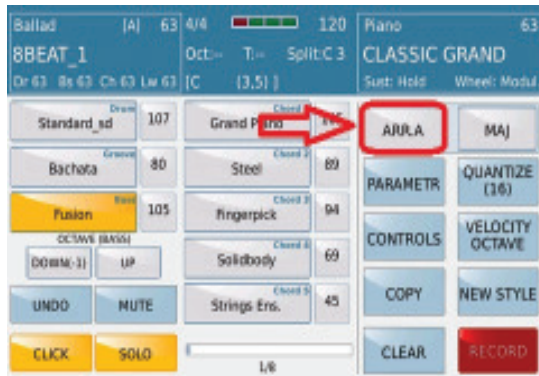 Ballad [A] 63 4/4 120 Piano 63
8BEAT_1 Oct:-- T:-- Split:C 3 CLASSIC GRAND
Dr 63 Bs 63 Ch 63 Lw 63 [C (3,5) ] Sust: Hold Wheel: Modul
Drum
Standard_sd 107
Groove
Bachata 80
Bass
Fusion 105
OCTAVE (BASS)
DOWN(-1) UP
UNDO MUTE
CLICK SOLO
Chord
Grand
Chord 2
Steel 89
Chord 3
Fingerpick 94
Chord 4
Solidbody 69
Chord 5
Strings Ens. 45
1/8
MAJ
PARAMETR QUANTIZE (16)
CONTROLS VELOCITY OCTAVE
COPY NEW STYLE
CLEAR RECORD